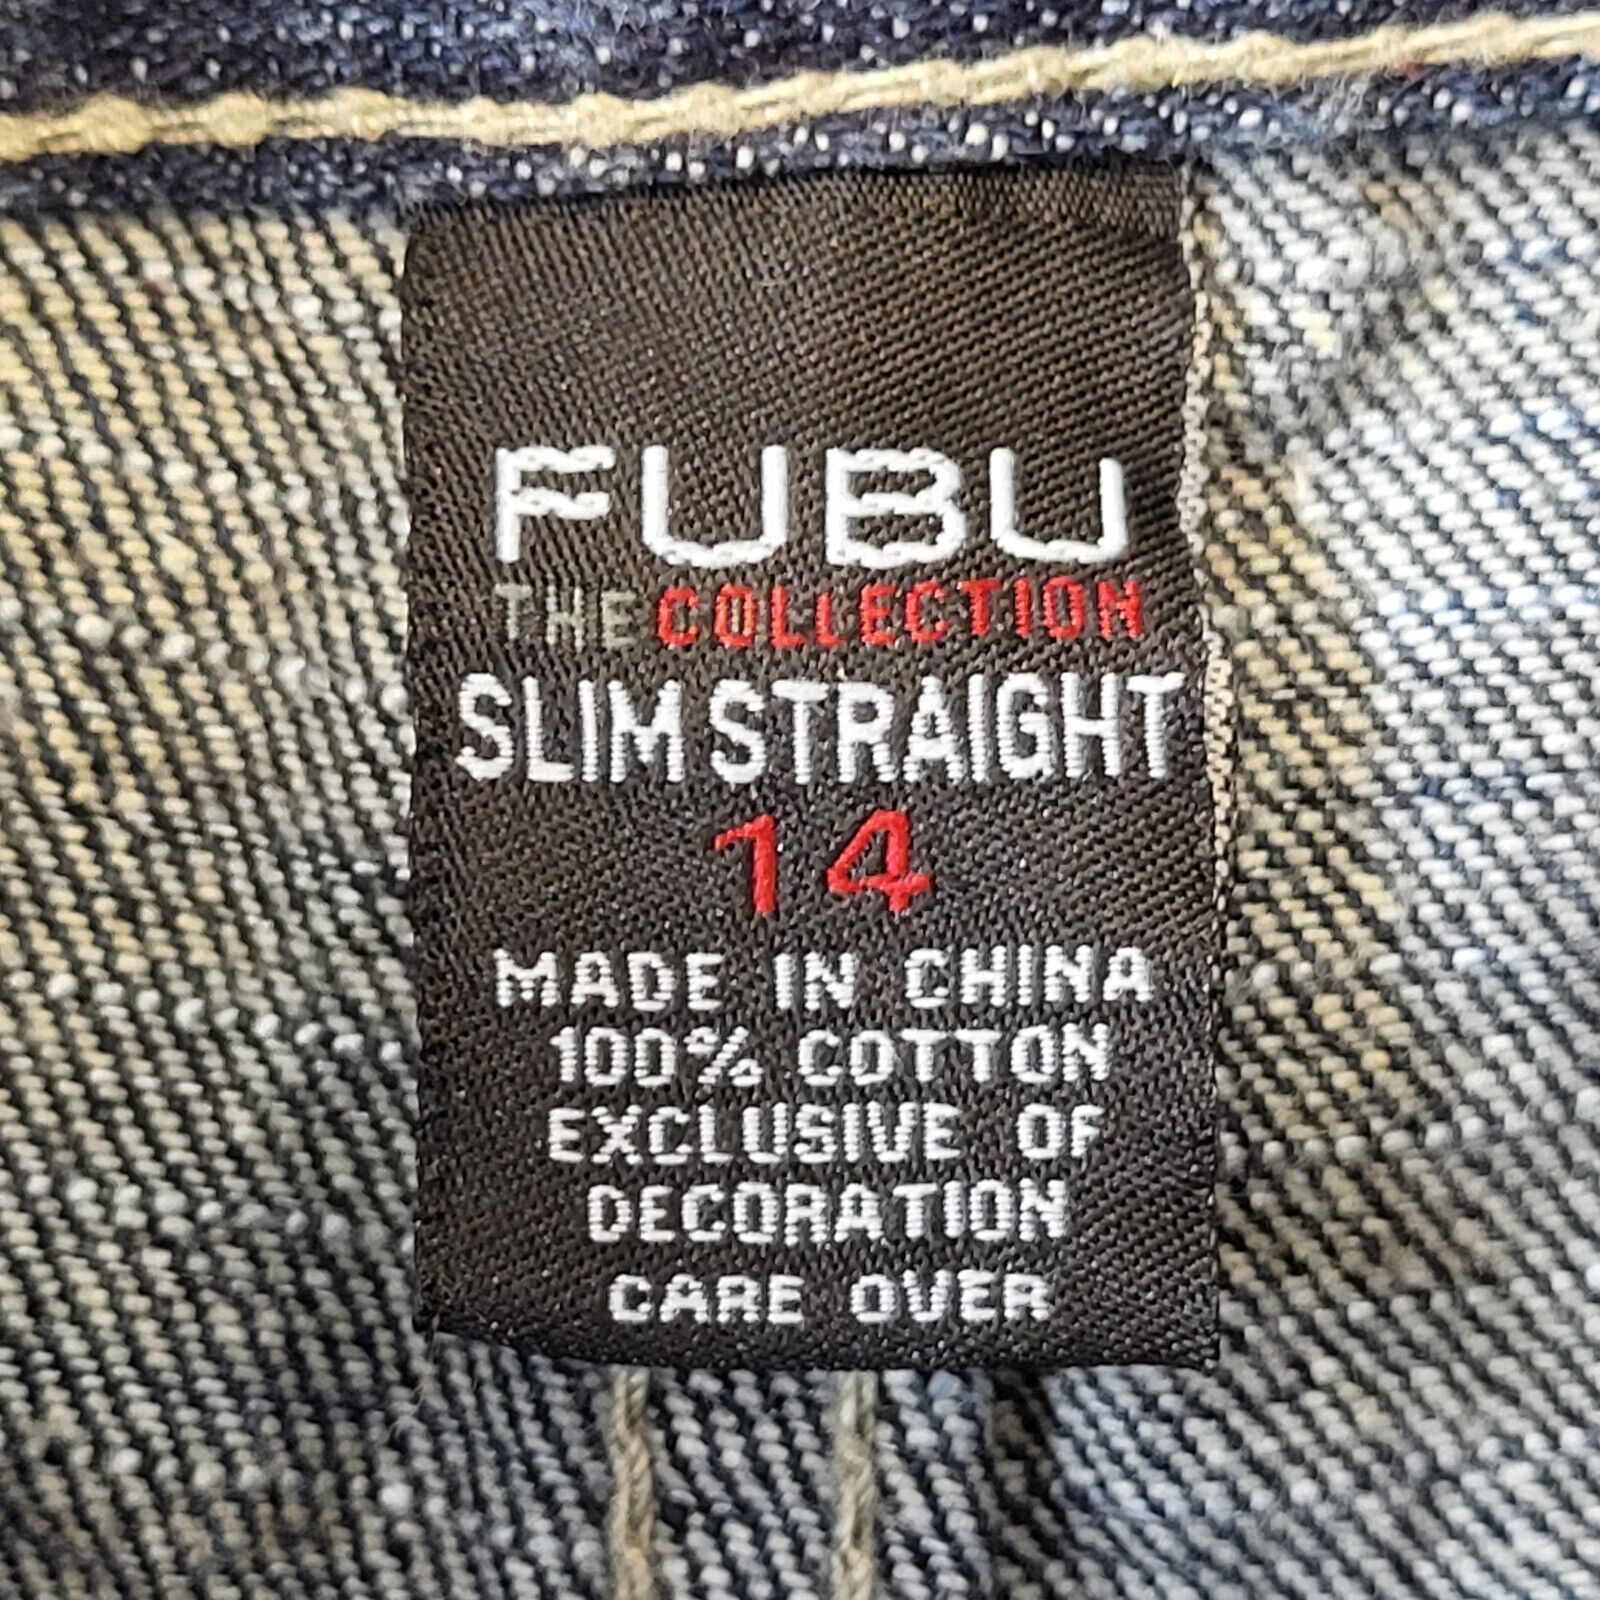 FUBU
THE COLLECTION
SLIM STRAIGHT
14
MADE IN CHINA
100% COTTON
EXCLUSIVE OF
DECORATION
CARE OVER